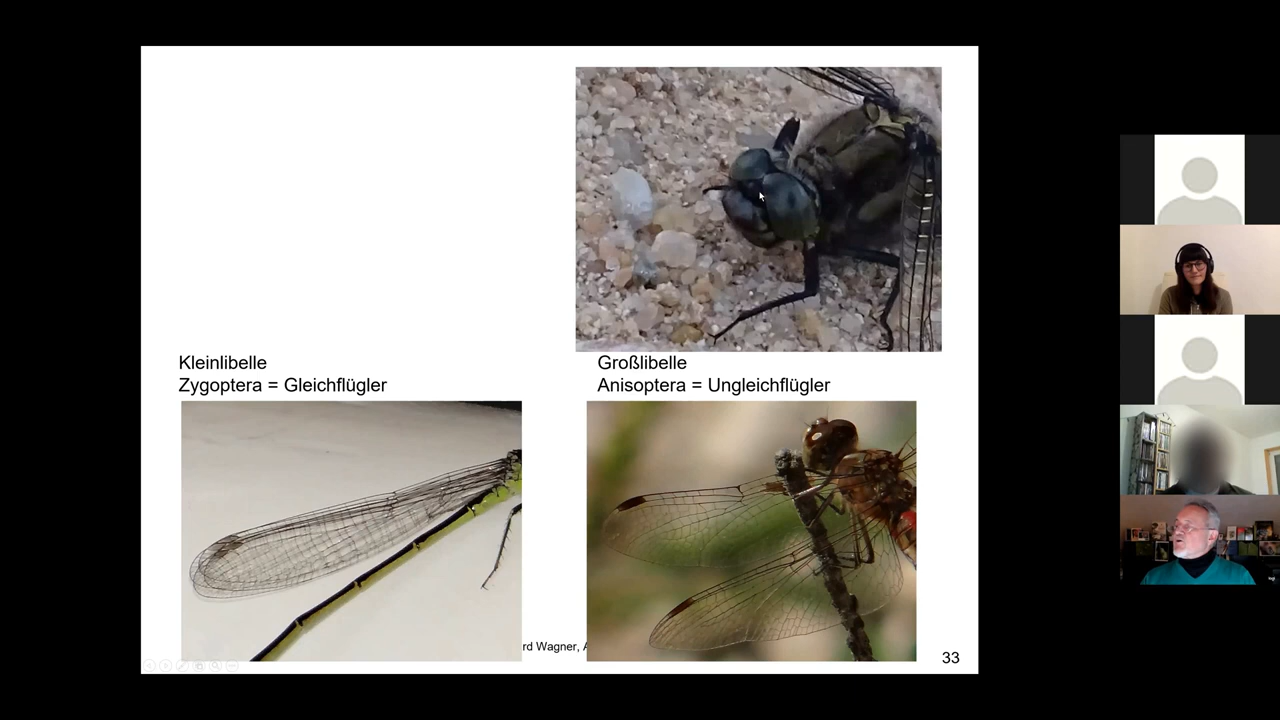 Kleinlibelle
Zygoptera = Gleichflügler
Großlibelle
Anisoptera = Ungleichflügler
rd Wagner, A
33